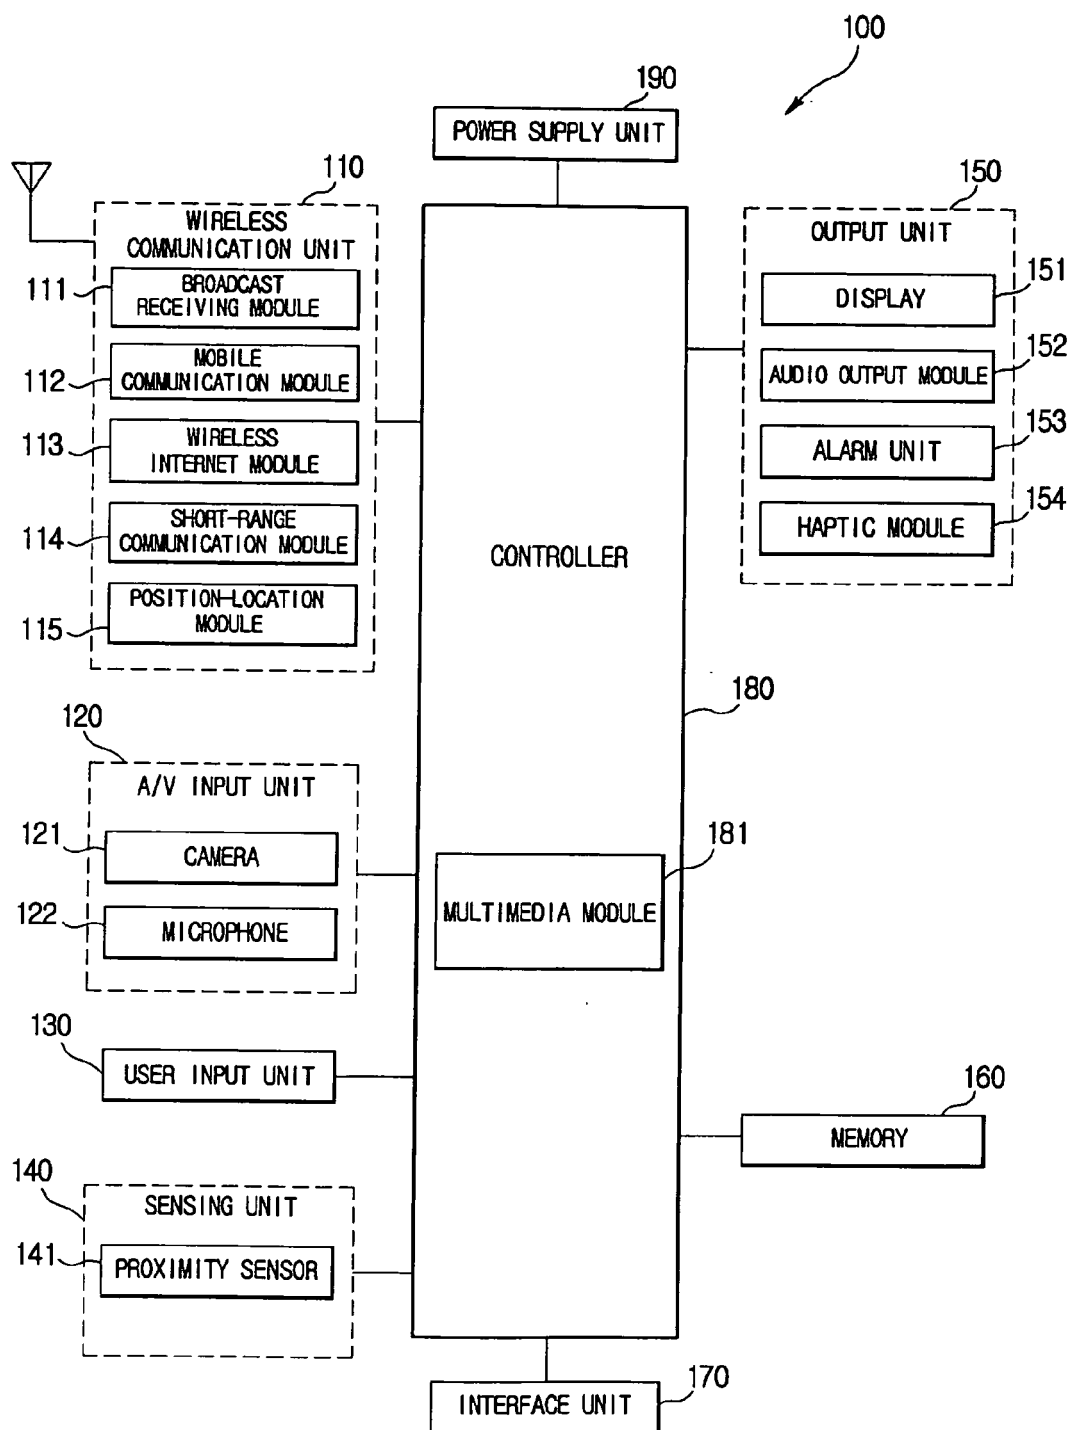 100
190
POWER SUPPLY UNIT
110
WIRELESS
COMMUNICATION UNIT
111
BROADCAST
RECEIVING MODULE
112
MOBILE
COMMUNICATION MODULE
113
WIRELESS
INTERNET MODULE
114
SHORT-RANGE
COMMUNICATION MODULE
115
POSITION-LOCATION
MODULE
120
A/V INPUT UNIT
121
CAMERA
122
MICROPHONE
130
USER INPUT UNIT
140
SENSING UNIT
141
PROXIMITY SENSOR
CONTROLLER
180
181
MULTIMEDIA MODULE
150
OUTPUT UNIT
151
DISPLAY
152
AUDIO OUTPUT MODULE
153
ALARM UNIT
154
HAPTIC MODULE
160
MEMORY
170
INTERFACE UNIT